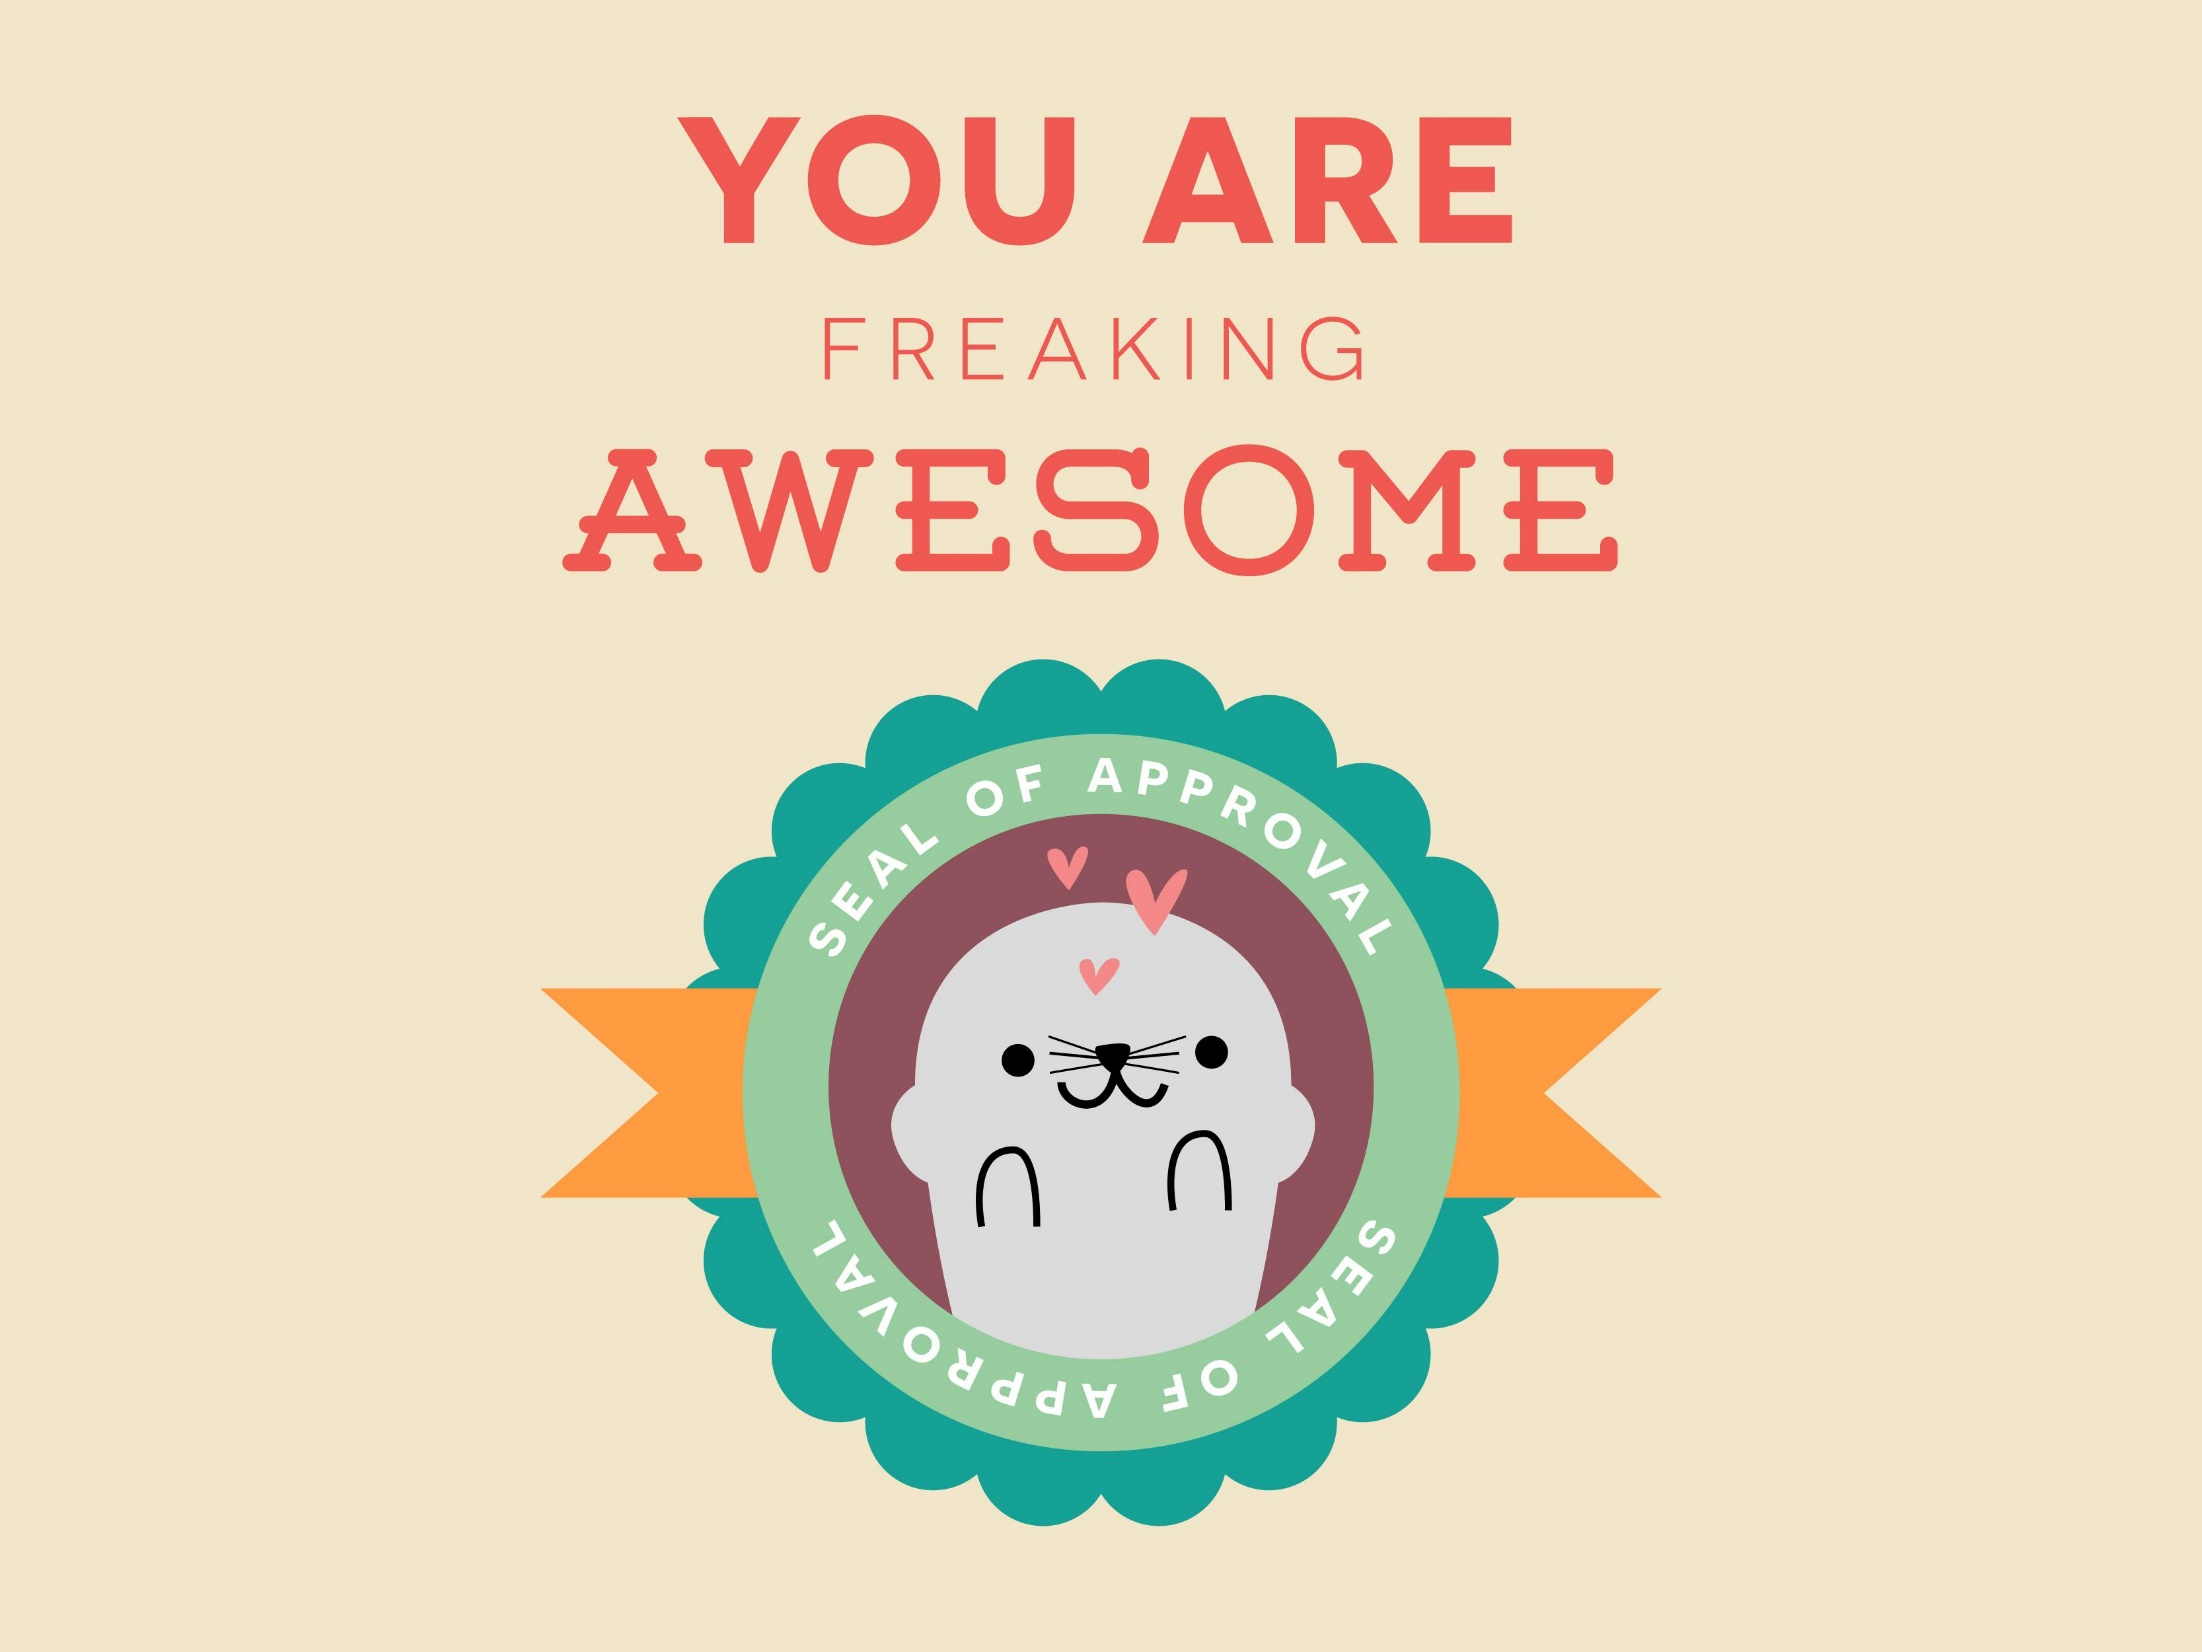 YOU ARE
FREAKING
AWESOME
SEAL OF APPROVAL
SEAL OF APPROVAL